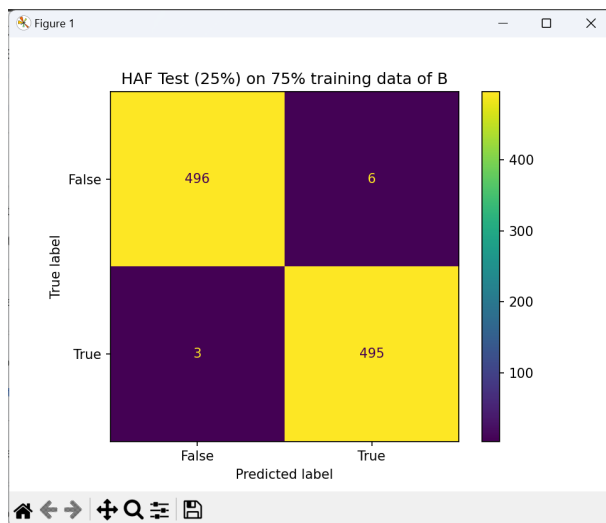 Figure 1
HAF Test (25%) on 75% training data of B
False
496
6
True
3
495
False
True
True label
Predicted label
400
300
200
100